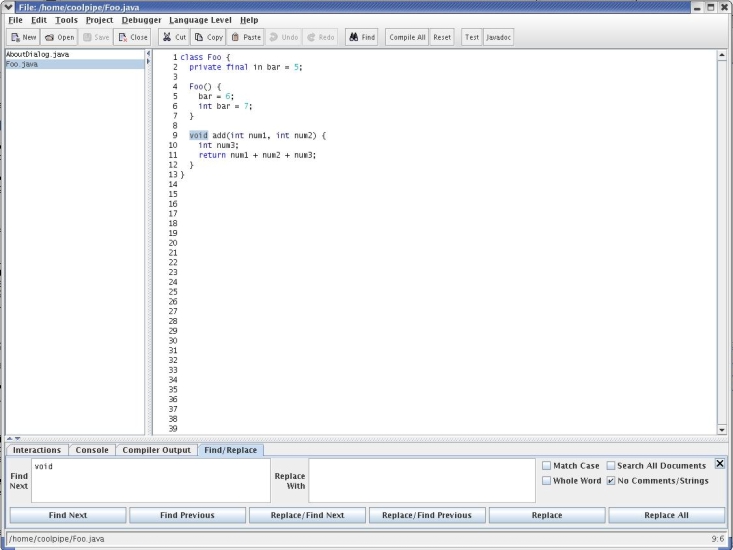 File: /home/coolpipe/Foo.java
File Edit Tools Project Debugger Language Level Help
New Open Save Close Cut Copy Paste Undo Redo Find Compile All Reset Test Javadoc
AboutDialog.java
Foo.java
1 class Foo {
2 private final in bar = 5;
3
4 Foo() {
5 bar = 6;
6 int bar = 7;
7 }
8
9 void add(int num1, int num2) {
10 int num3;
11 return num1 + num2 + num3;
12 }
13 }
14
15
16
17
18
19
20
21
22
23
24
25
26
27
28
29
30
31
32
33
34
35
36
37
38
39
Interactions Console Compiler Output Find/Replace
Find Next
void
Replace With
Match Case Search All Documents
Whole Word No Comments/Strings
Find Next Find Previous Replace/Find Next Replace/Find Previous Replace Replace All
/home/coolpipe/Foo.java 9:6